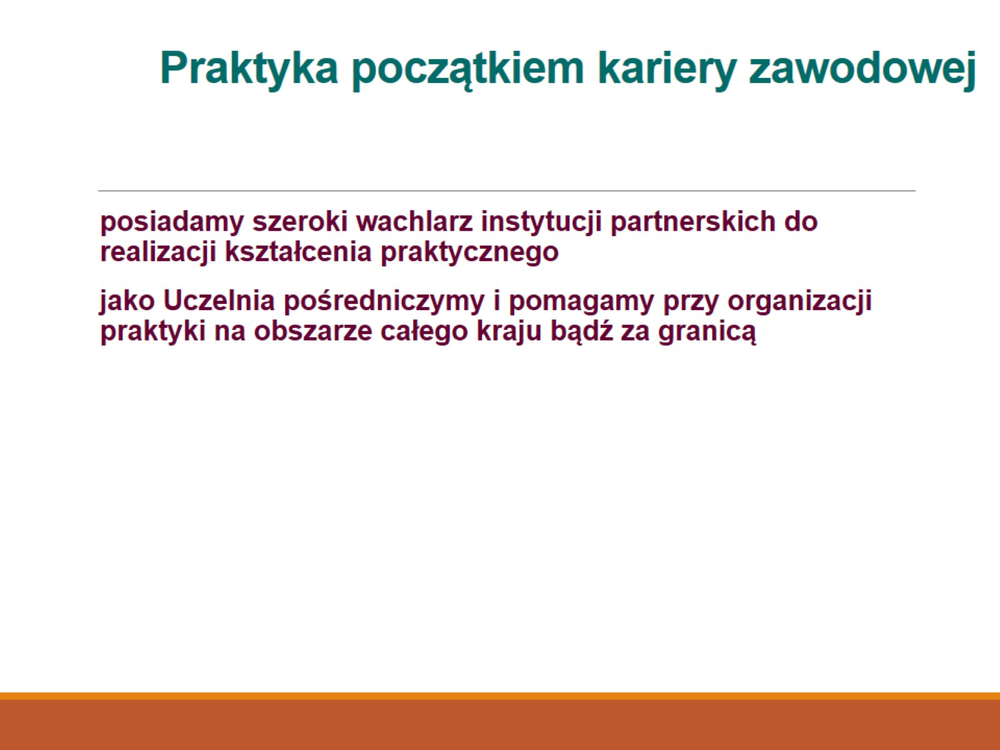 Praktyka początkiem kariery zawodowej
posiadamy szeroki wachlarz instytucji partnerskich do
realizacji kształcenia praktycznego
jako Uczelnia pośredniczymy i pomagamy przy organizacji
praktyki na obszarze całego kraju bądź za granicą